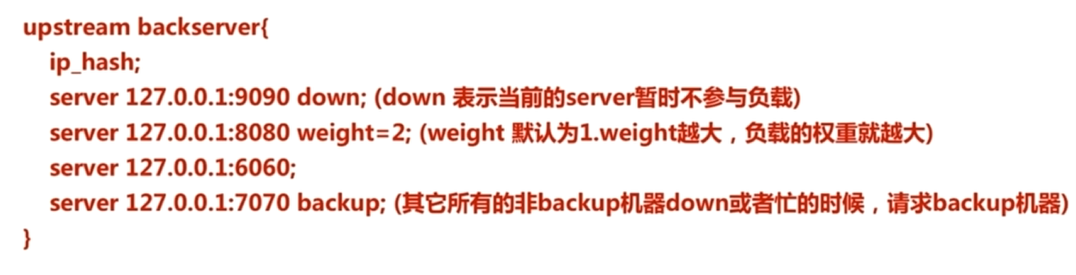 upstream backserver{
ip_hash;
server 127.0.0.1:9090 down; (down 表示当前的server暂时不参与负载)
server 127.0.0.1:8080 weight=2; (weight 默认为1.weight越大，负载的权重就越大)
server 127.0.0.1:6060;
server 127.0.0.1:7070 backup; (其它所有的非backup机器down或者忙的时候，请求backup机器)
}